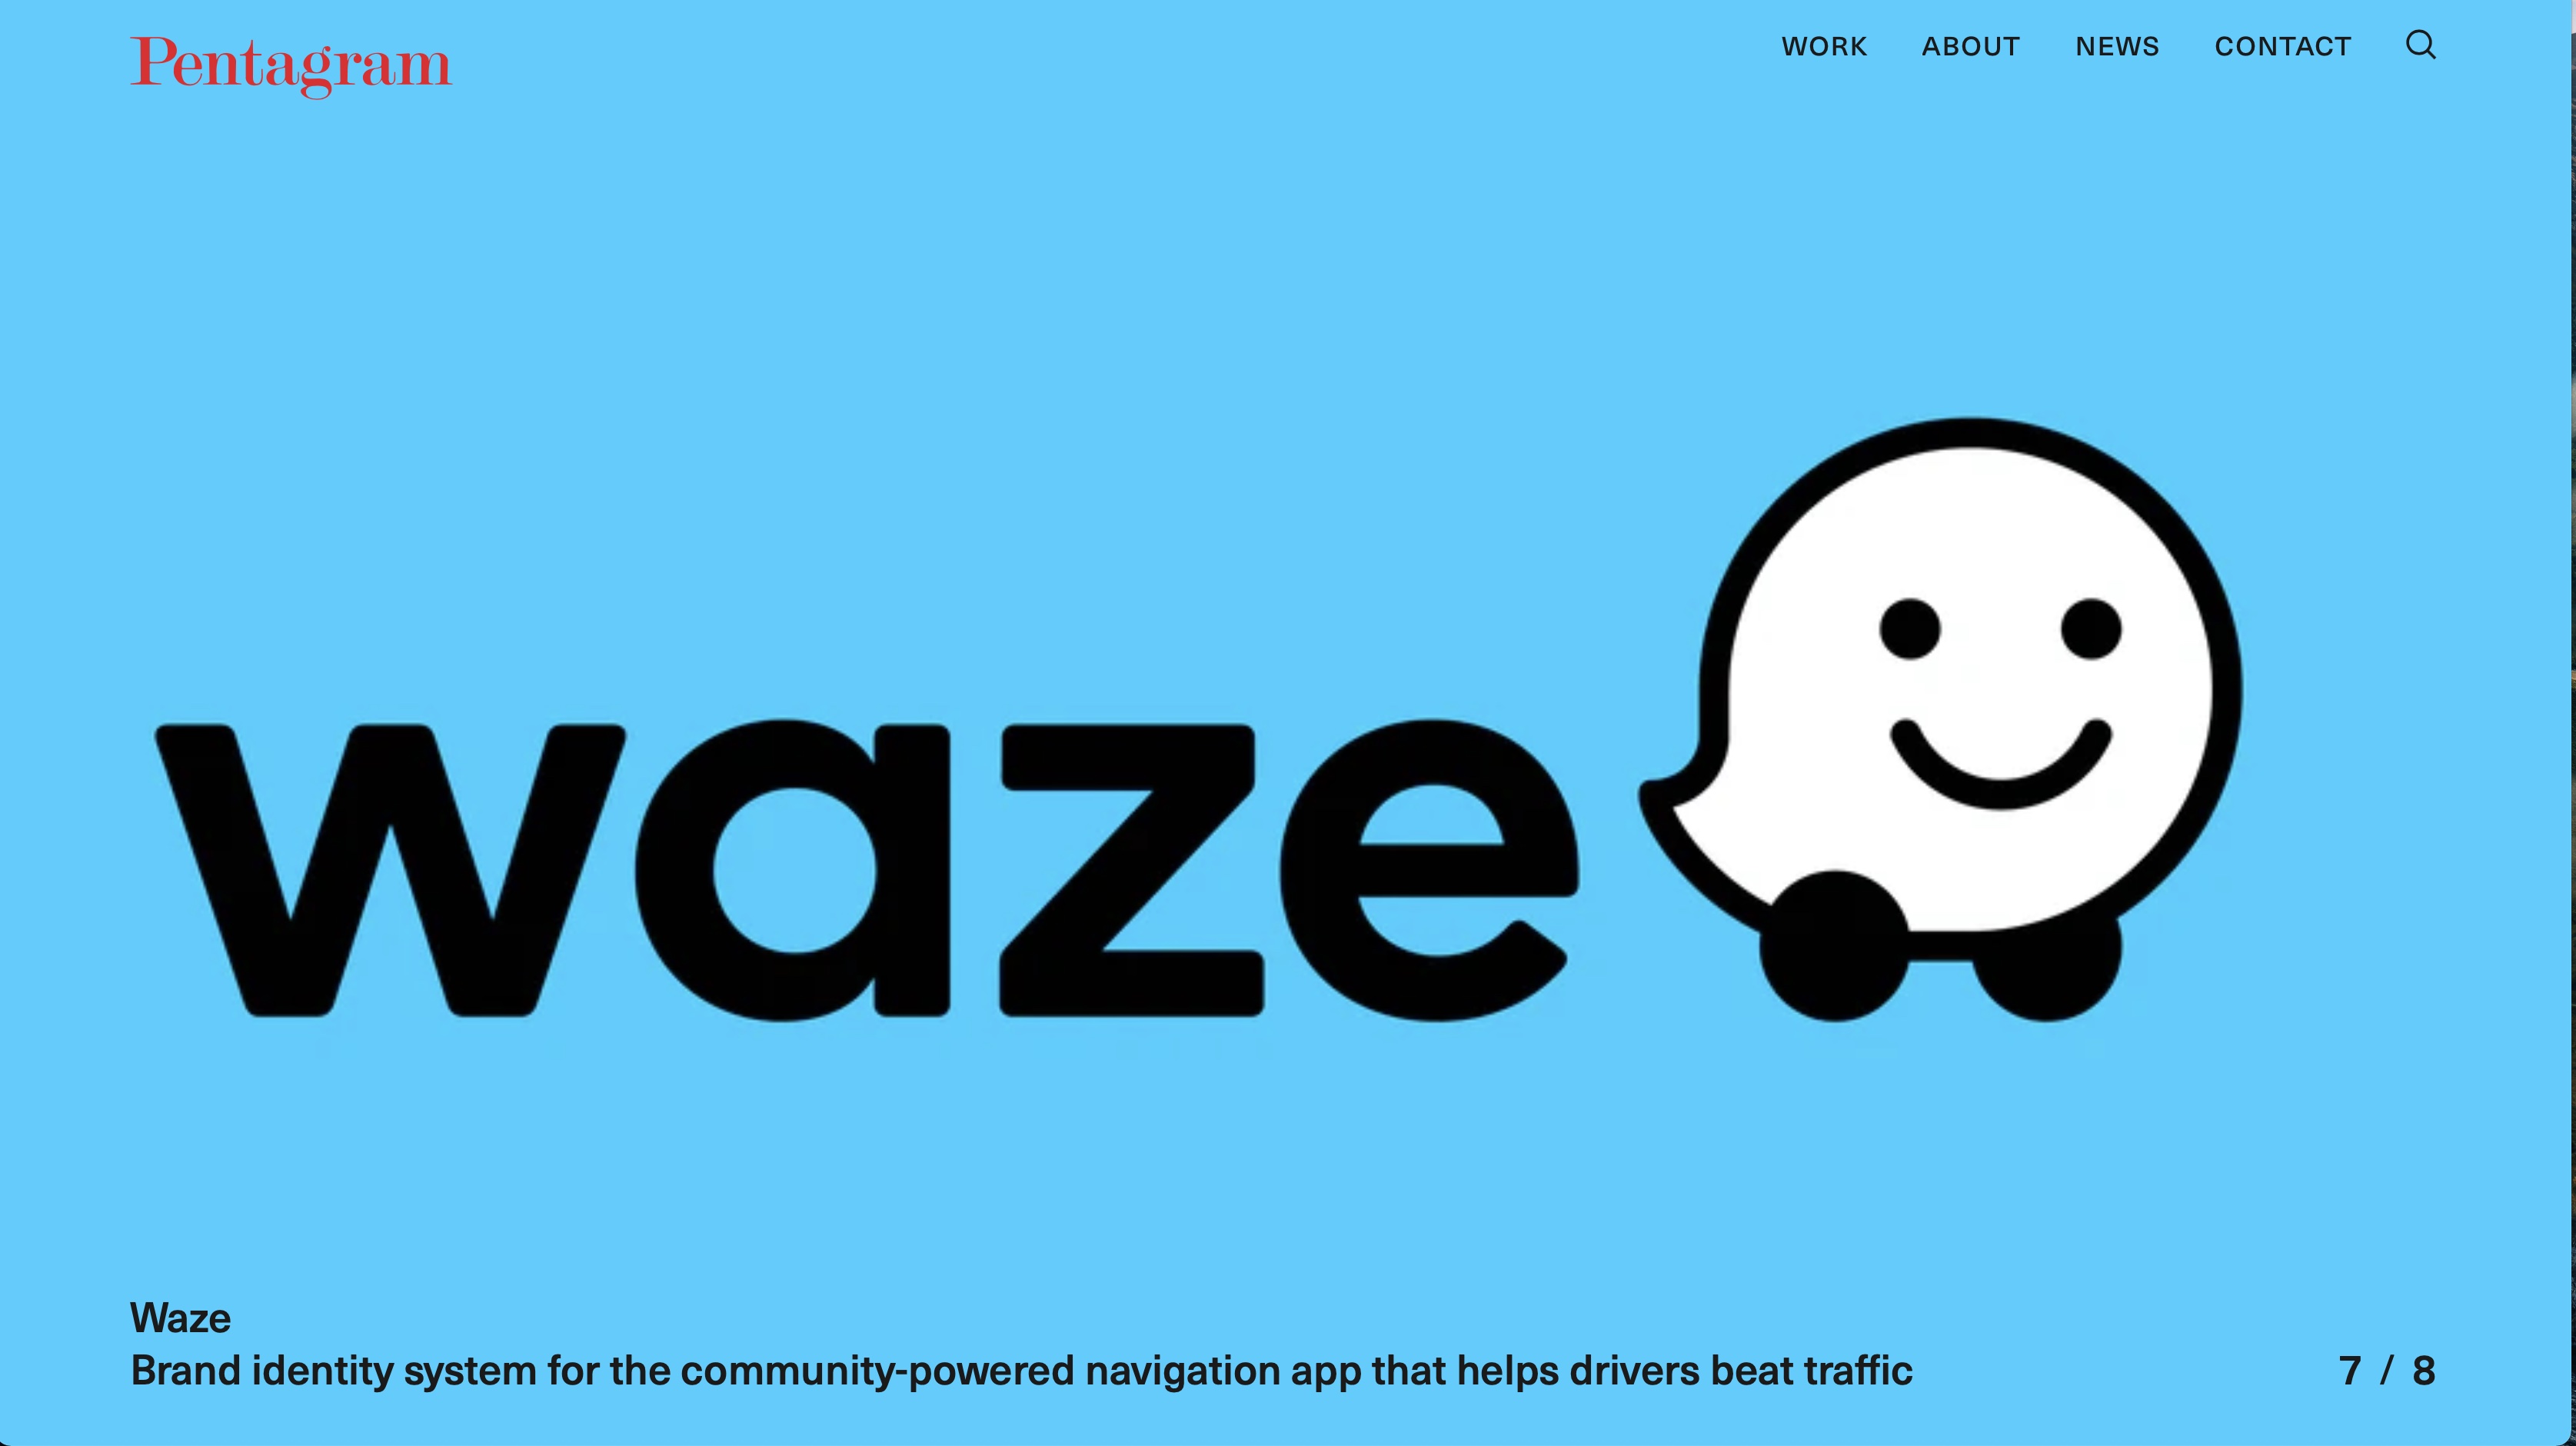 Pentagram
WORK ABOUT NEWS CONTACT
waze
Waze
Brand identity system for the community-powered navigation app that helps drivers beat traffic
7 / 8